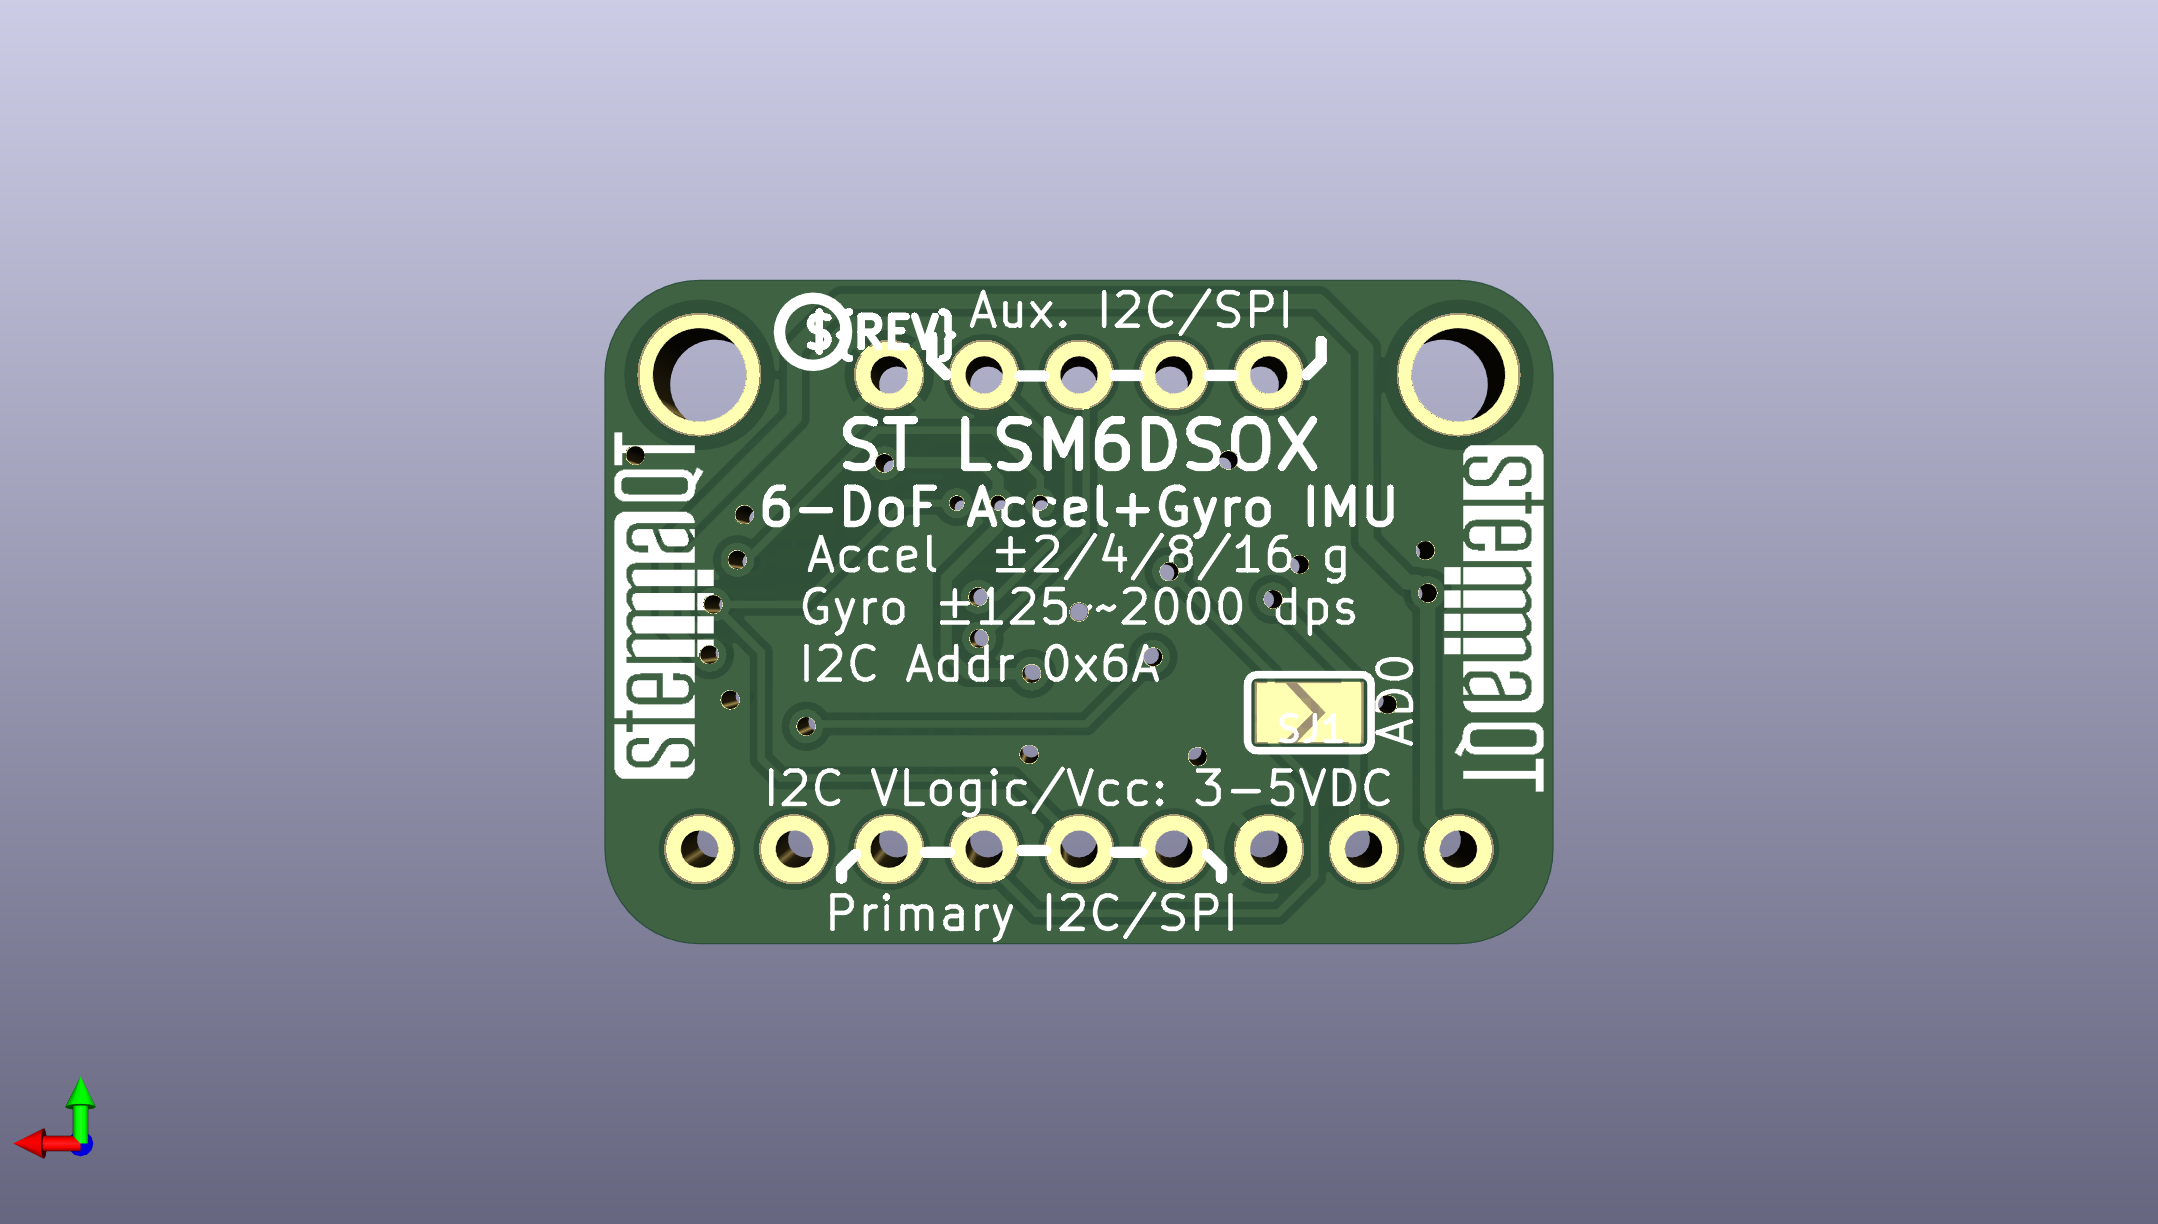 Aux. I2C/SPI
${REV}
ST LSM6DSOX
6-DoF Accel+Gyro IMU
Accel ±2/4/8/16 g
Gyro ±125~2000 dps
I2C Addr 0x6A
AD0
SJ1
I2C VLogic/Vcc: 3-5VDC
Primary I2C/SPI
stemmaQT
stemmaQT